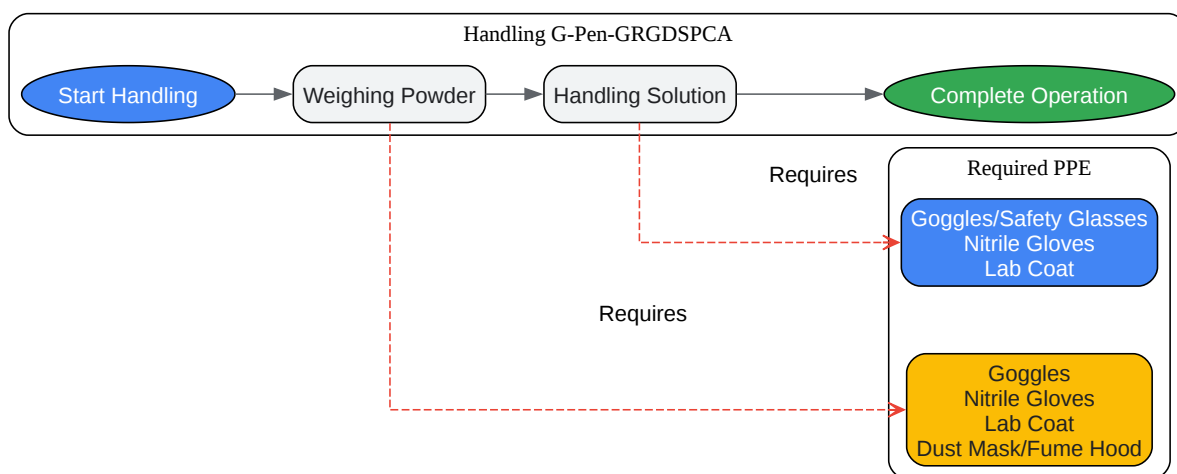 Handling G-Pen-GRGDSPCA
Start Handling
Weighing Powder
Handling Solution
Complete Operation
Requires
Required PPE
Goggles/Safety Glasses
Nitrile Gloves
Lab Coat
Requires
Goggles
Nitrile Gloves
Lab Coat
Dust Mask/Fume Hood